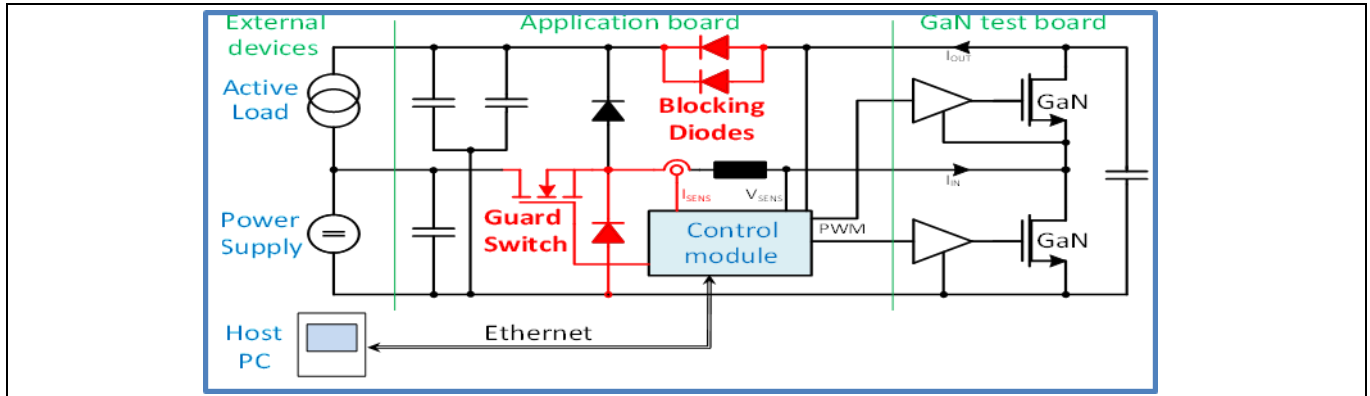 External
devices
Application board
GaN test board
Active
Load
Blocking
Diodes
I_OUT
GaN
I_SENS
V_SENS
I_IN
Guard
Switch
Power
Supply
Control
module
PWM
GaN
Host
PC
Ethernet